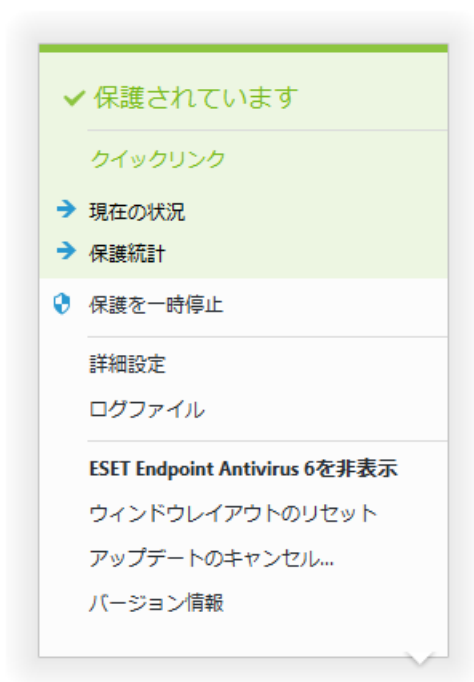 保護されています
クイックリンク
現在の状況
保護統計
保護を一時停止
詳細設定
ログファイル
ESET Endpoint Antivirus 6を非表示
ウィンドウレイアウトのリセット
アップデートのキャンセル...
バージョン情報